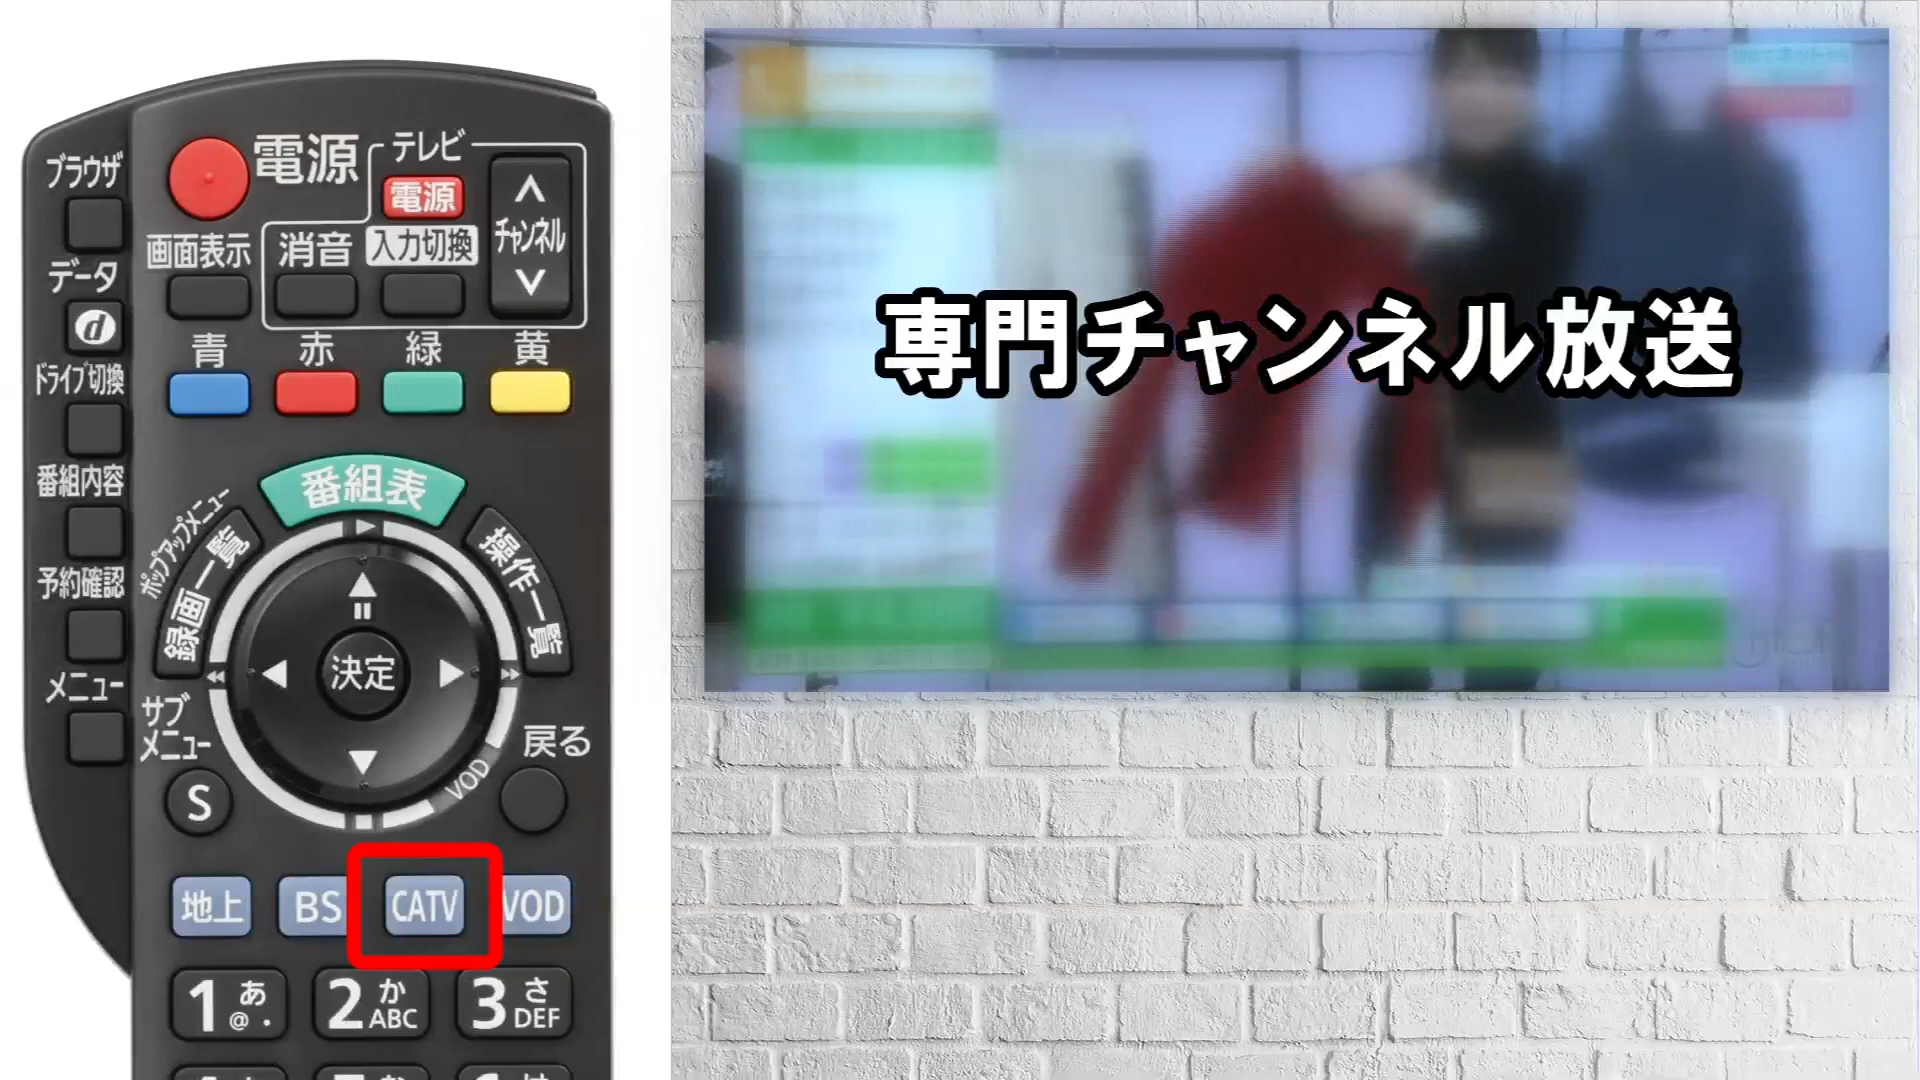 ブラウザ
電源
テレビ
電源
チャンネル
画面表示
消音
入力切換
データ
d
青
赤
緑
黄
ドライブ切換
番組内容
番組表
ポップアップメニュー
録画一覧
操作一覧
予約確認
決定
メニュー
サブ
メニュー
S
戻る
VOD
地上
BS
CATV
VOD
1 あ @ .
2 か ABC
3 さ DEF
専門チャンネル放送